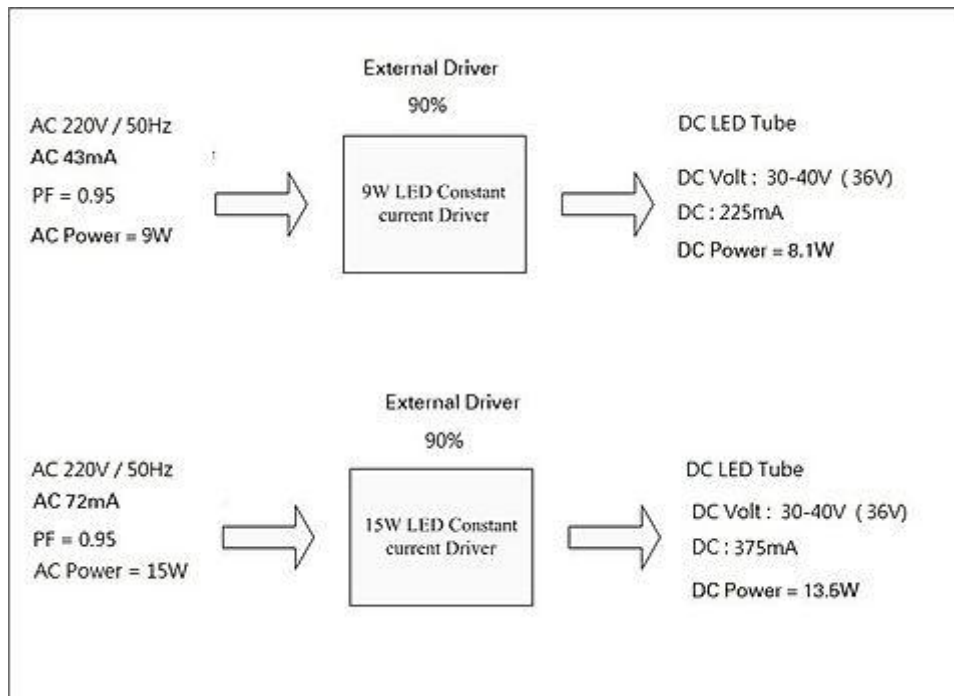 External Driver
90%
AC 220V / 50Hz
AC 43mA
PF = 0.95
AC Power = 9W
9W LED Constant
current Driver
DC LED Tube
DC Volt : 30-40V ( 36V)
DC : 225mA
DC Power = 8.1W
External Driver
90%
AC 220V / 50Hz
AC 72mA
PF = 0.95
AC Power = 15W
15W LED Constant
current Driver
DC LED Tube
DC Volt : 30-40V ( 36V)
DC : 375mA
DC Power = 13.5W